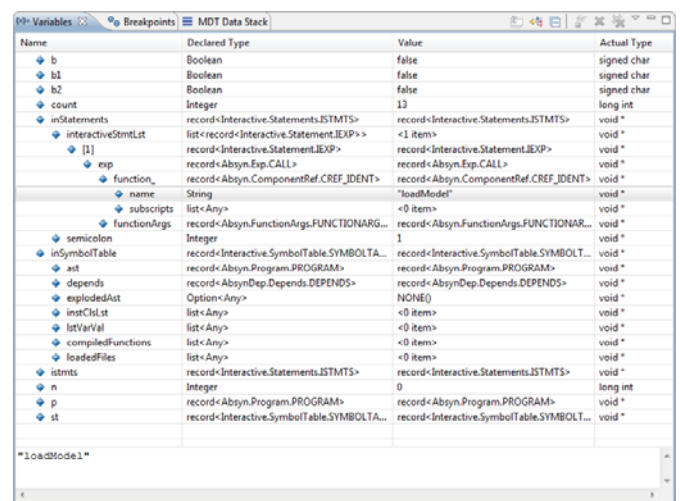 Variables Breakpoints MDT Data Stack
Name Declared Type Value Actual Type
b Boolean false signed char
b1 Boolean false signed char
b2 Boolean false signed char
count Integer 13 long int
inStatements record<Interactive.Statements.ISTMTS> record<Interactive.Statements.ISTMTS> void *
interactiveStmtLst list<record<Interactive.Statement.IEXP>> <1 item> void *
[1] record<Interactive.Statement.IEXP> record<Interactive.Statement.IEXP> void *
exp record<Absyn.Exp.CALL> record<Absyn.Exp.CALL> void *
function_ record<Absyn.ComponentRef.CREF_IDENT> record<Absyn.ComponentRef.CREF_IDENT> void *
name String "loadModel" void *
subscripts list<Any> <0 item> void *
functionArgs record<Absyn.FunctionArgs.FUNCTIONARG... record<Absyn.FunctionArgs.FUNCTIONAR... void *
semicolon Integer 1 void *
inSymbolTable record<Interactive.SymbolTable.SYMBOLTA... record<Interactive.SymbolTable.SYMBOLT... void *
ast record<Absyn.Program.PROGRAM> record<Absyn.Program.PROGRAM> void *
depends record<AbsynDep.Depends.DEPENDS> record<AbsynDep.Depends.DEPENDS> void *
explodedAst Option<Any> NONE() void *
instClsLst list<Any> <0 item> void *
lstVarVal list<Any> <0 item> void *
compiledFunctions list<Any> <0 item> void *
loadedFiles list<Any> <0 item> void *
istmts record<Interactive.Statements.ISTMTS> record<Interactive.Statements.ISTMTS> void *
n Integer 0 long int
p record<Absyn.Program.PROGRAM> record<Absyn.Program.PROGRAM> void *
st record<Interactive.SymbolTable.SYMBOLTA... record<Interactive.SymbolTable.SYMBOLT... void *
"loadModel"